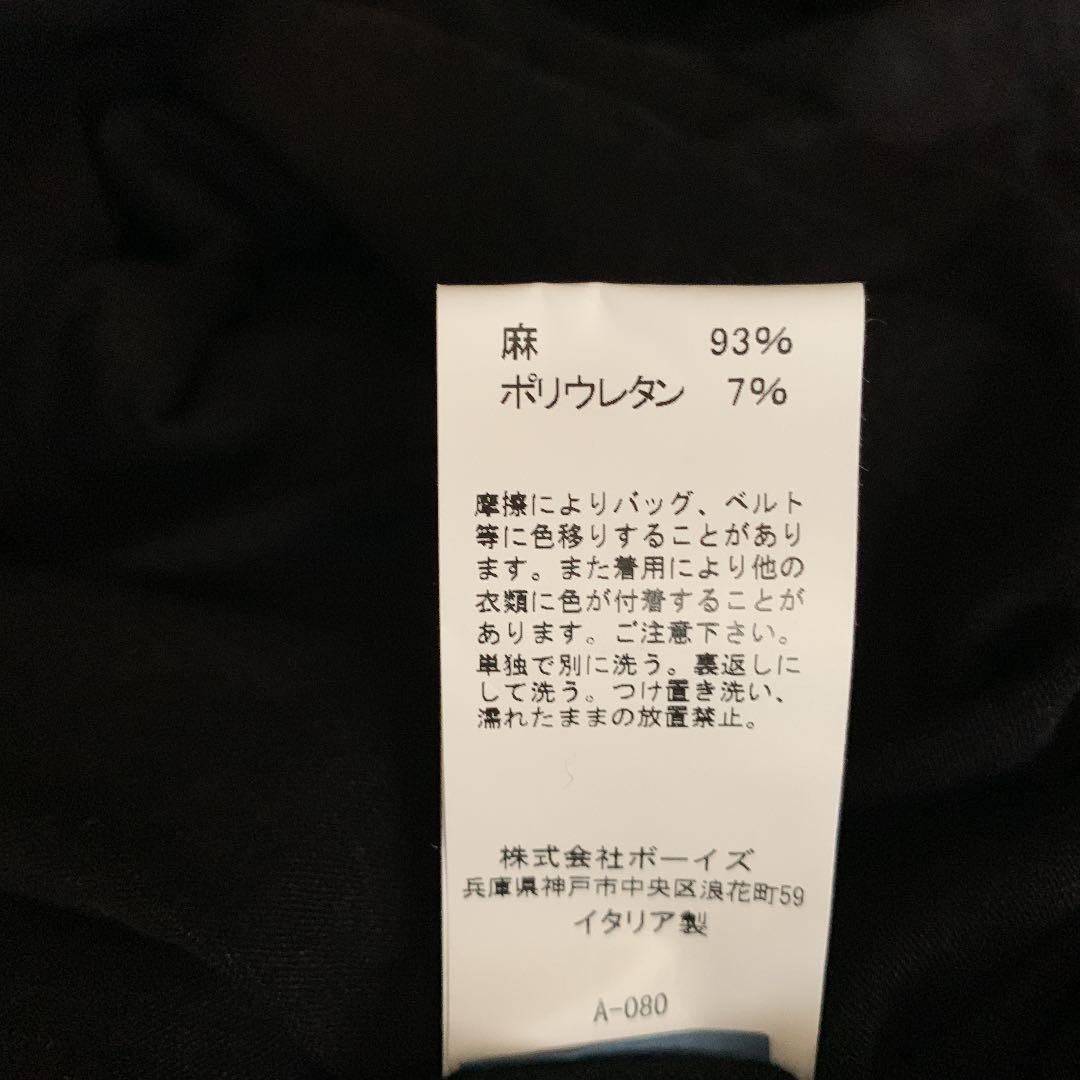 麻 93%
ポリウレタン 7%
摩擦によりバッグ、ベルト
等に色移りすることがあり
ます。また着用により他の
衣類に色が付着することが
あります。ご注意下さい。
単独で別に洗う。裏返しに
して洗う。つけ置き洗い、
濡れたままの放置禁止。
株式会社ボーイズ
兵庫県神戸市中央区浪花町59
イタリア製
A-080